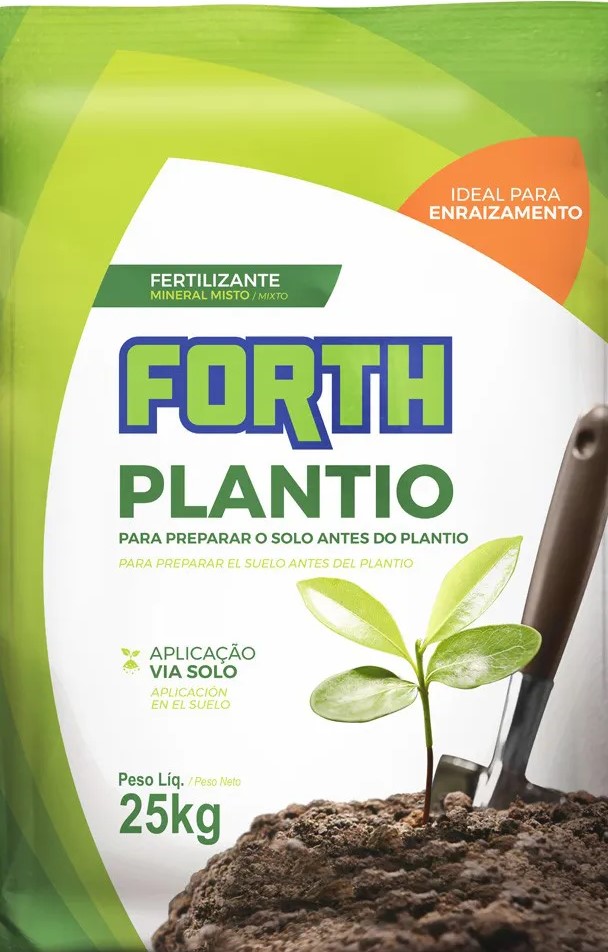 IDEAL PARA
ENRAIZAMENTO
FERTILIZANTE
MINERAL MISTO / MIXTO
FORTH
PLANTIO
PARA PREPARAR O SOLO ANTES DO PLANTIO
PARA PREPARAR EL SUELO ANTES DEL PLANTIO
APLICAÇÃO
VIA SOLO
APLICACIÓN
EN EL SUELO
Peso Líq. / Peso Neto
25kg